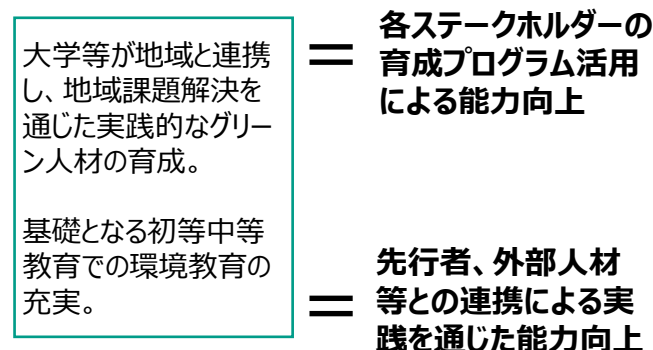 大学等が地域と連携
し、地域課題解決を
通じた実践的なグリー
ン人材の育成。
基礎となる初等中等
教育での環境教育の
充実。
＝
各ステークホルダーの
育成プログラム活用
による能力向上
＝
先行者、外部人材
等との連携による実
践を通じた能力向上